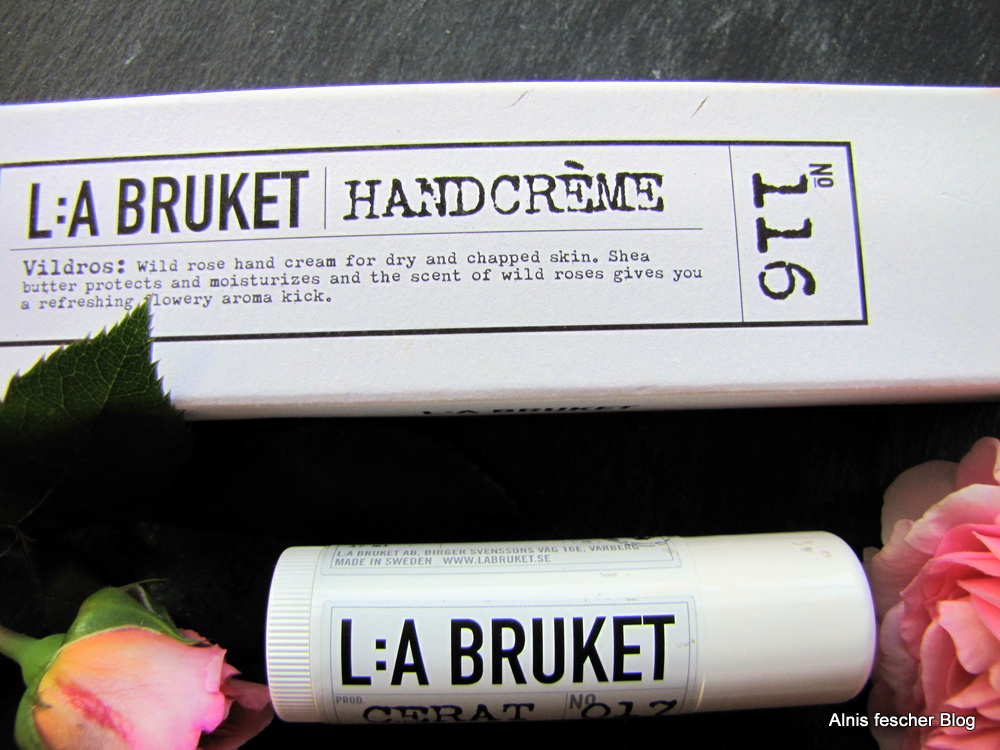 L:A BRUKET
HANDCRÈME
Vildros: Wild rose hand cream for dry and chapped skin. Shea
butter protects and moisturizes and the scent of wild roses gives you
a refreshing flowery aroma kick.
No
116
L:A BRUKET
L:A BRUKET AB, BIRGER SVENSSONS VÄG 10E, VARBERG
MADE IN SWEDEN WWW.LABRUKET.SE
L:A BRUKET
PROD CERAT No 017
Alnis fescher Blog